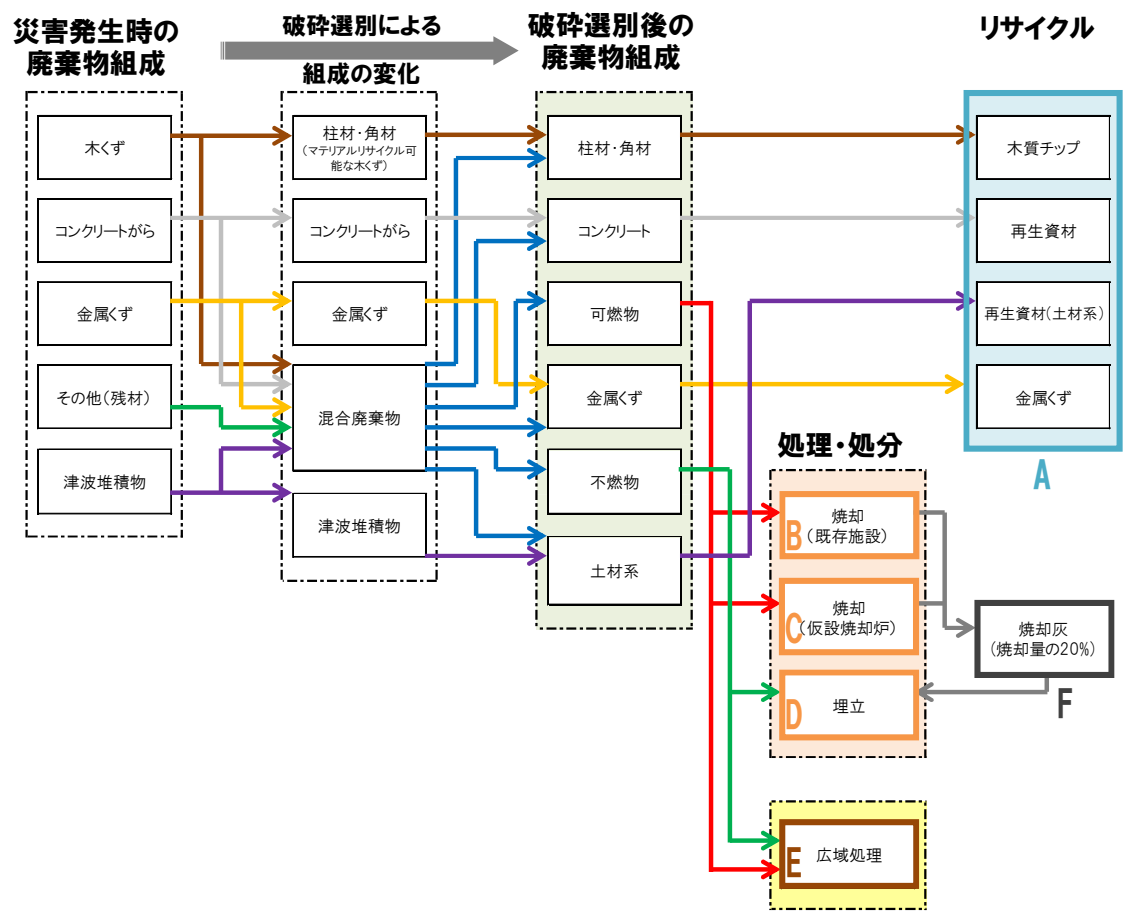 災害発生時の
廃棄物組成
破砕選別による
組成の変化
破砕選別後の
廃棄物組成
リサイクル
木くず
コンクリートがら
金属くず
その他(残材)
津波堆積物
柱材・角材
(マテリアルリサイクル可
能な木くず)
コンクリートがら
金属くず
混合廃棄物
津波堆積物
柱材・角材
コンクリート
可燃物
金属くず
不燃物
土材系
木質チップ
再生資材
再生資材(土材系)
金属くず
A
処理・処分
B
焼却
(既存施設)
C
焼却
(仮設焼却炉)
D
埋立
E
広域処理
焼却灰
(焼却量の20%)
F